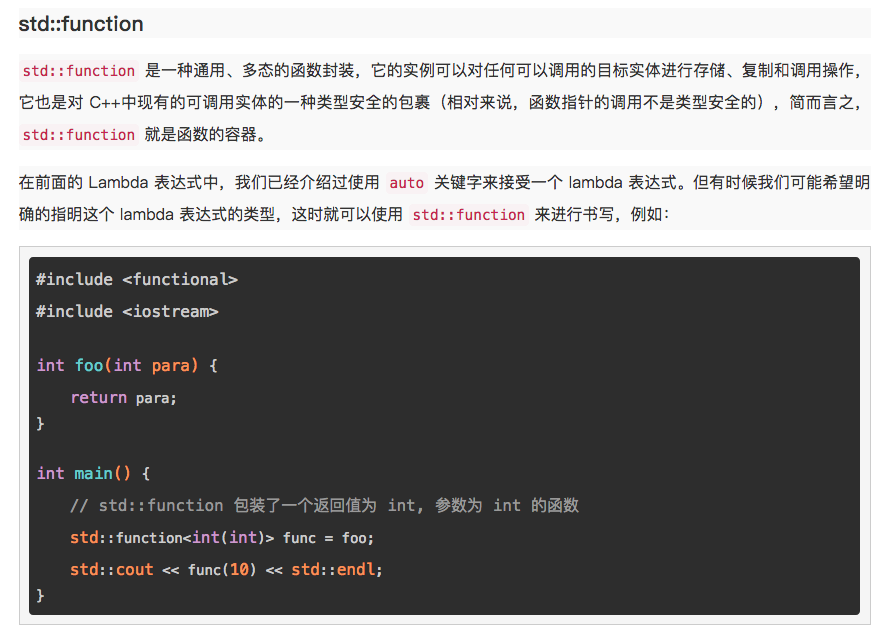 std::function
std::function 是一种通用、多态的函数封装，它的实例可以对任何可以调用的目标实体进行存储、复制和调用操作，
它也是对 C++中现有的可调用实体的一种类型安全的包裹（相对来说，函数指针的调用不是类型安全的），简而言之，
std::function 就是函数的容器。
在前面的 Lambda 表达式中，我们已经介绍过使用 auto 关键字来接受一个 lambda 表达式。但有时候我们可能希望明
确的指明这个 lambda 表达式的类型，这时就可以使用 std::function 来进行书写，例如：
#include <functional>
#include <iostream>
int foo(int para) {
    return para;
}
int main() {
    // std::function 包装了一个返回值为 int, 参数为 int 的函数
    std::function<int(int)> func = foo;
    std::cout << func(10) << std::endl;
}